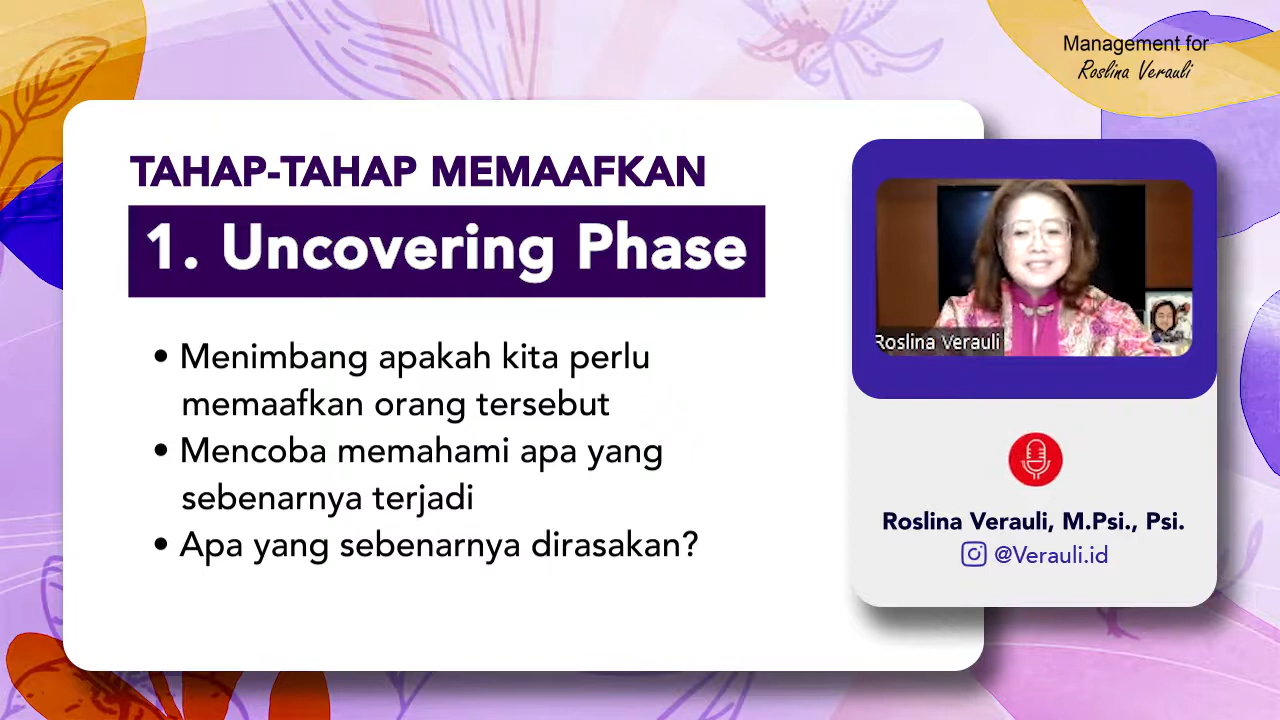 Management for
Roslina Verauli
TAHAP-TAHAP MEMAAFKAN
1. Uncovering Phase
• Menimbang apakah kita perlu
memaafkan orang tersebut
• Mencoba memahami apa yang
sebenarnya terjadi
• Apa yang sebenarnya dirasakan?
Roslina Verauli
Roslina Verauli, M.Psi., Psi.
@Verauli.id